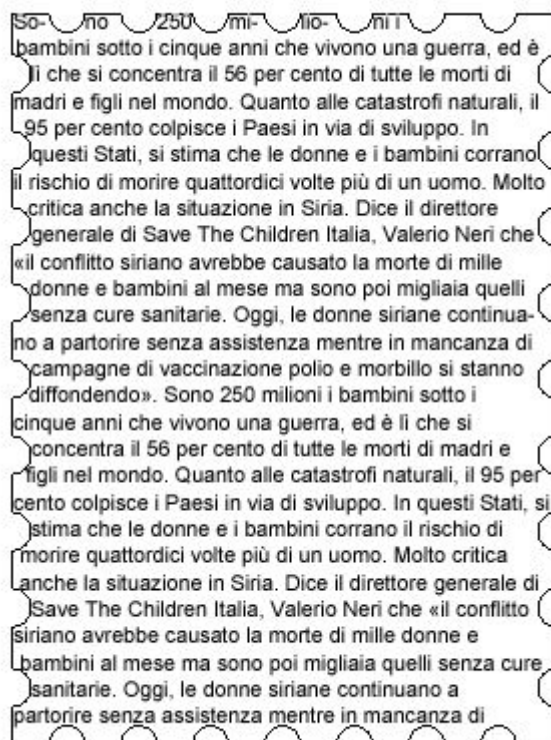 So- no 250 mi- lio- ni i
bambini sotto i cinque anni che vivono una guerra, ed è
lì che si concentra il 56 per cento di tutte le morti di
madri e figli nel mondo. Quanto alle catastrofi naturali, il
95 per cento colpisce i Paesi in via di sviluppo. In
questi Stati, si stima che le donne e i bambini corrano
il rischio di morire quattordici volte più di un uomo. Molto
critica anche la situazione in Siria. Dice il direttore
generale di Save The Children Italia, Valerio Neri che
«il conflitto siriano avrebbe causato la morte di mille
donne e bambini al mese ma sono poi migliaia quelli
senza cure sanitarie. Oggi, le donne siriane continua-
no a partorire senza assistenza mentre in mancanza di
campagne di vaccinazione polio e morbillo si stanno
diffondendo». Sono 250 milioni i bambini sotto i
cinque anni che vivono una guerra, ed è lì che si
concentra il 56 per cento di tutte le morti di madri e
figli nel mondo. Quanto alle catastrofi naturali, il 95 per
cento colpisce i Paesi in via di sviluppo. In questi Stati, si
stima che le donne e i bambini corrano il rischio di
morire quattordici volte più di un uomo. Molto critica
anche la situazione in Siria. Dice il direttore generale di
Save The Children Italia, Valerio Neri che «il conflitto
siriano avrebbe causato la morte di mille donne e
bambini al mese ma sono poi migliaia quelli senza cure
sanitarie. Oggi, le donne siriane continuano a
partorire senza assistenza mentre in mancanza di